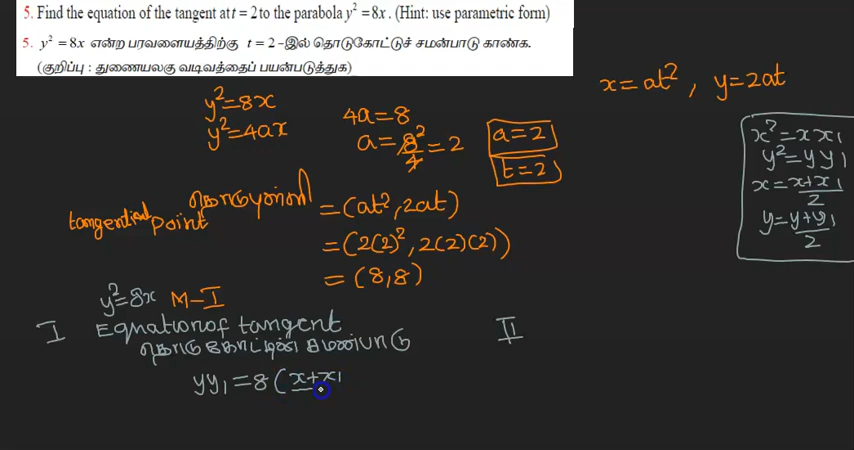 5. Find the equation of the tangent at t = 2 to the parabola y² = 8x. (Hint: use parametric form)
5. y² = 8x என்ற பரவளையத்திற்கு t = 2 -இல் தொடுகோட்டுச் சமன்பாடு காண்க.
(குறிப்பு : துணையலகு வடிவத்தைப் பயன்படுத்துக)
x = at² , y = 2at
y² = 8x
y² = 4ax
4a = 8
a = 8/4 2 = 2
a = 2
t = 2
x² = xx₁
y² = yy₁
x = x+x₁/2
y = y+y₁/2
தொடுபுள்ளி
tangential point
= (at², 2at)
= (2(2)², 2(2)(2))
= (8,8)
y² = 8x M-I
I Equation of tangent
தொடுகோட்டின் சமன்பாடு
II
yy₁ = 8 (x+x₁